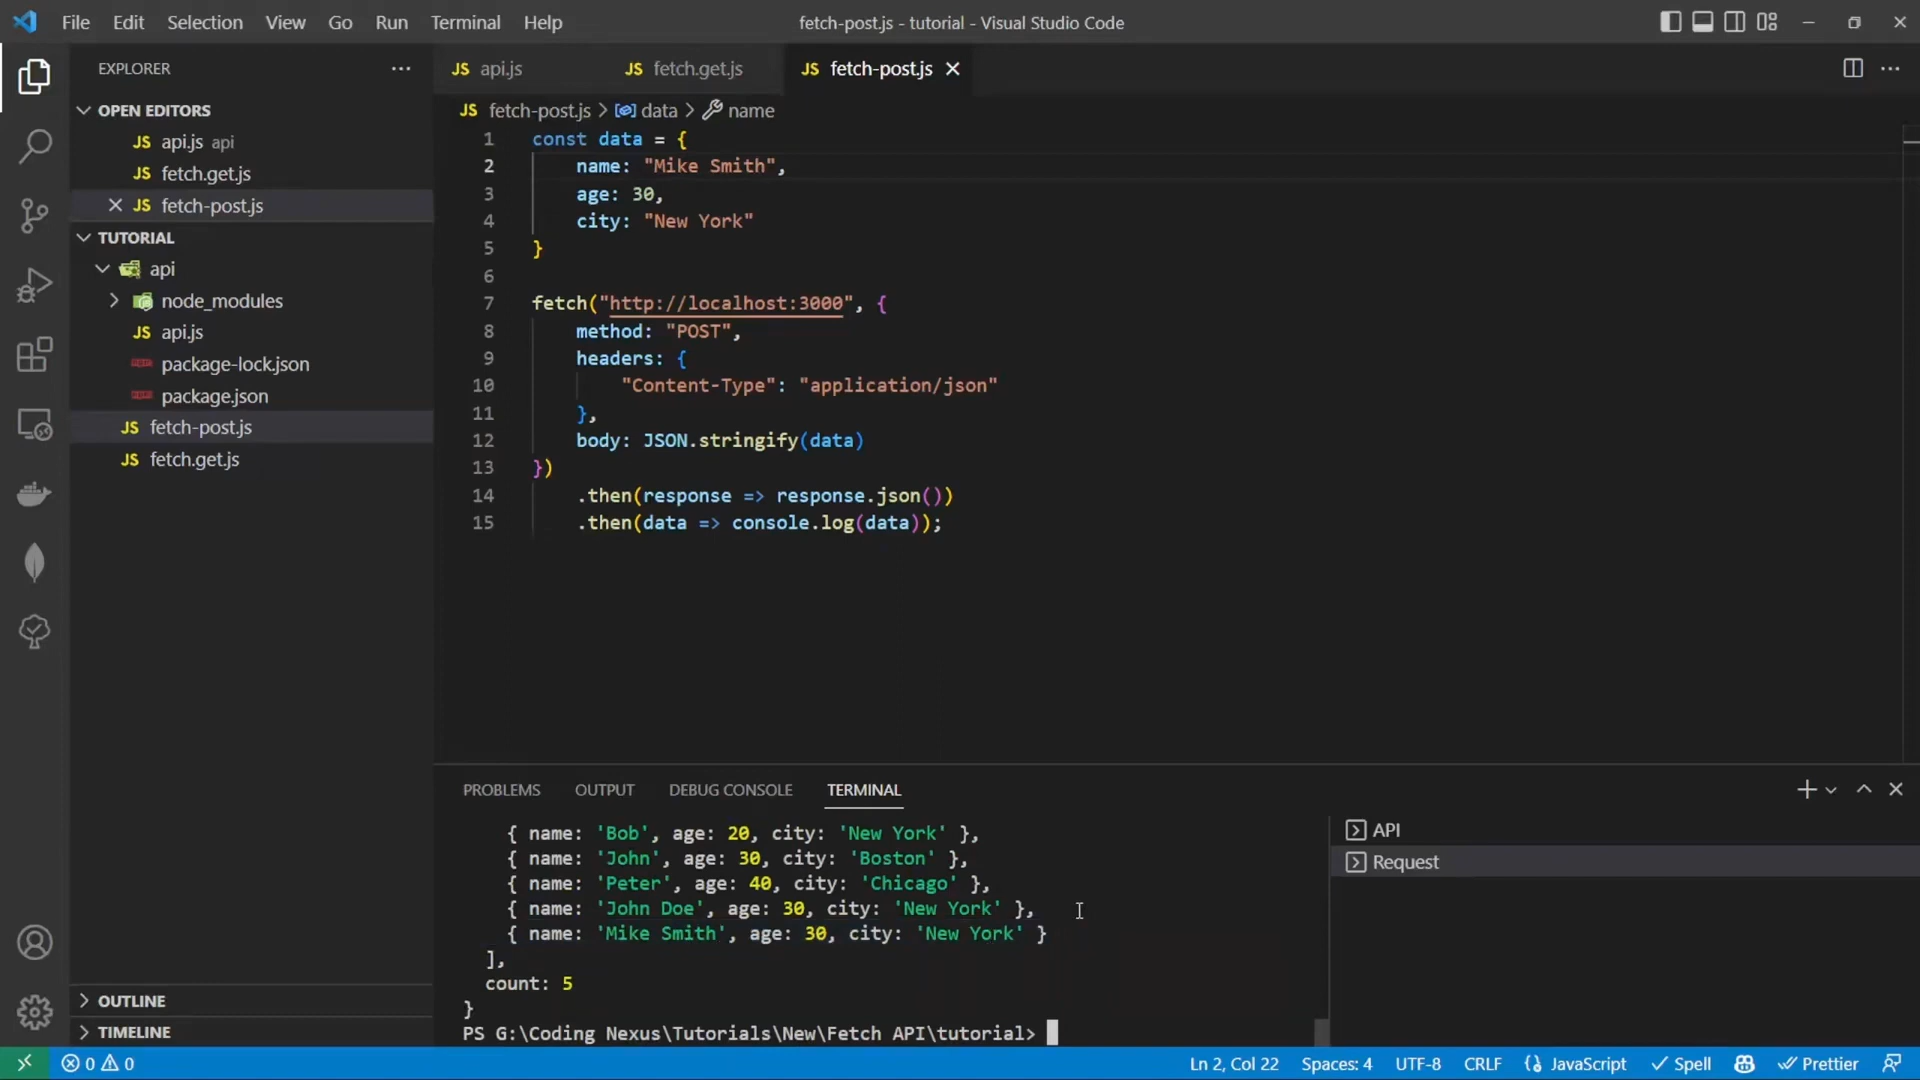 File Edit Selection View Go Run Terminal Help
fetch-post.js - tutorial - Visual Studio Code
EXPLORER
OPEN EDITORS
JS api.js api
JS fetch.get.js
JS fetch-post.js
TUTORIAL
api
node_modules
JS api.js
package-lock.json
package.json
JS fetch-post.js
JS fetch.get.js
OUTLINE
TIMELINE
JS api.js
JS fetch.get.js
JS fetch-post.js
JS fetch-post.js > data > name
1 const data = {
2 name: "Mike Smith",
3 age: 30,
4 city: "New York"
5 }
6
7 fetch("http://localhost:3000", {
8 method: "POST",
9 headers: {
10 "Content-Type": "application/json"
11 },
12 body: JSON.stringify(data)
13 })
14 .then(response => response.json())
15 .then(data => console.log(data));
PROBLEMS OUTPUT DEBUG CONSOLE TERMINAL
{ name: 'Bob', age: 20, city: 'New York' },
{ name: 'John', age: 30, city: 'Boston' },
{ name: 'Peter', age: 40, city: 'Chicago' },
{ name: 'John Doe', age: 30, city: 'New York' },
{ name: 'Mike Smith', age: 30, city: 'New York' }
],
count: 5
}
PS G:\Coding Nexus\Tutorials\New\Fetch API\tutorial>
API
Request
0 0
Ln 2, Col 22 Spaces: 4 UTF-8 CRLF {} JavaScript Spell Prettier